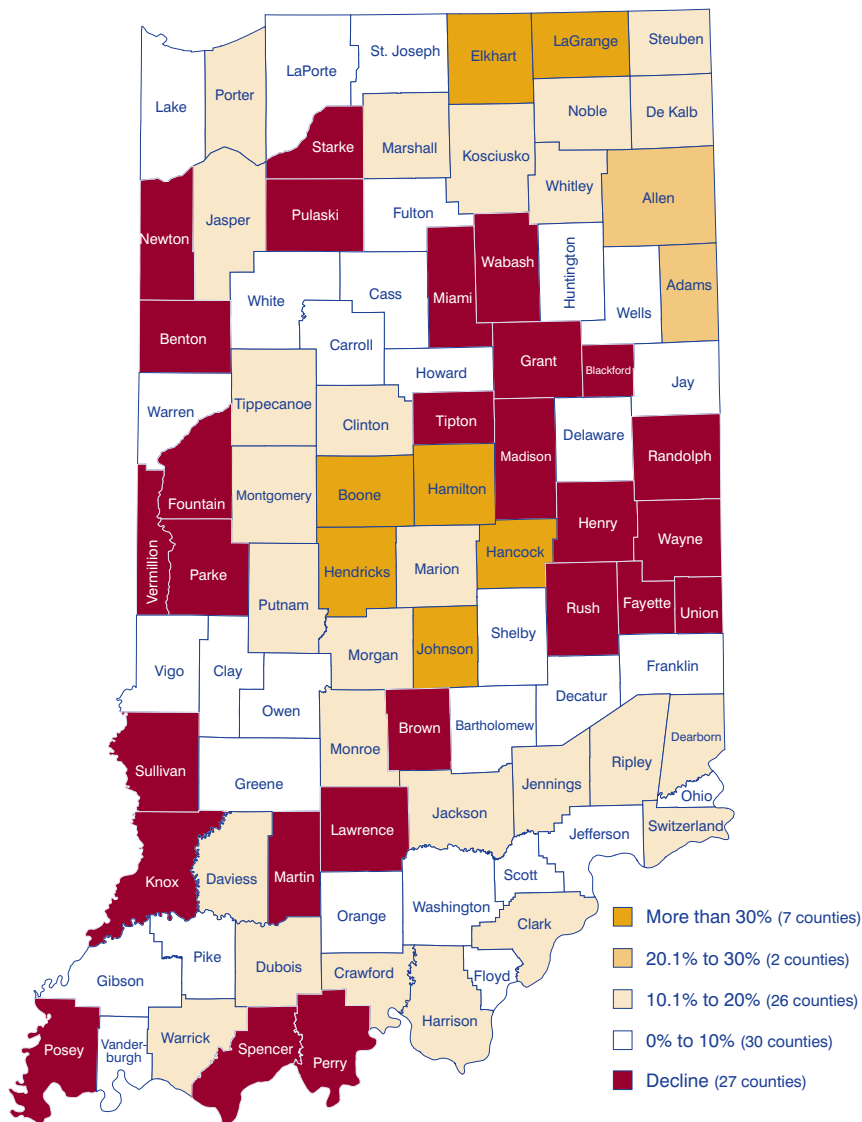 St. Joseph
Elkhart
LaGrange
Steuben
LaPorte
Lake
Porter
Noble
De Kalb
Starke
Marshall
Kosciusko
Whitley
Allen
Newton
Jasper
Pulaski
Fulton
Wabash
Huntington
Adams
White
Cass
Miami
Wells
Benton
Carroll
Grant
Blackford
Howard
Jay
Warren
Tippecanoe
Clinton
Tipton
Delaware
Madison
Randolph
Fountain
Montgomery
Boone
Hamilton
Henry
Wayne
Vermillion
Parke
Hendricks
Marion
Hancock
Putnam
Rush
Fayette
Union
Morgan
Johnson
Shelby
Vigo
Clay
Franklin
Owen
Decatur
Brown
Bartholomew
Monroe
Dearborn
Sullivan
Greene
Ripley
Jennings
Ohio
Jackson
Lawrence
Jefferson
Switzerland
Knox
Daviess
Martin
Scott
Orange
Washington
Clark
Pike
Dubois
Crawford
Floyd
Gibson
Harrison
Posey
Vander-
burgh
Warrick
Spencer
Perry
More than 30% (7 counties)
20.1% to 30% (2 counties)
10.1% to 20% (26 counties)
0% to 10% (30 counties)
Decline (27 counties)